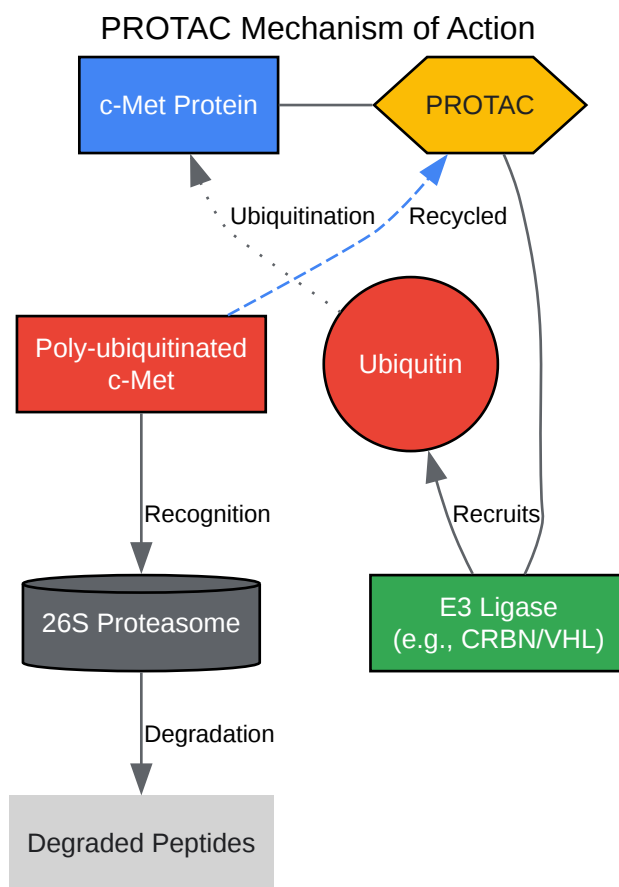 PROTAC Mechanism of Action
c-Met Protein
PROTAC
Ubiquitination
Recycled
Poly-ubiquitinated
c-Met
Ubiquitin
Recognition
Recruits
26S Proteasome
E3 Ligase
(e.g., CRBN/VHL)
Degradation
Degraded Peptides